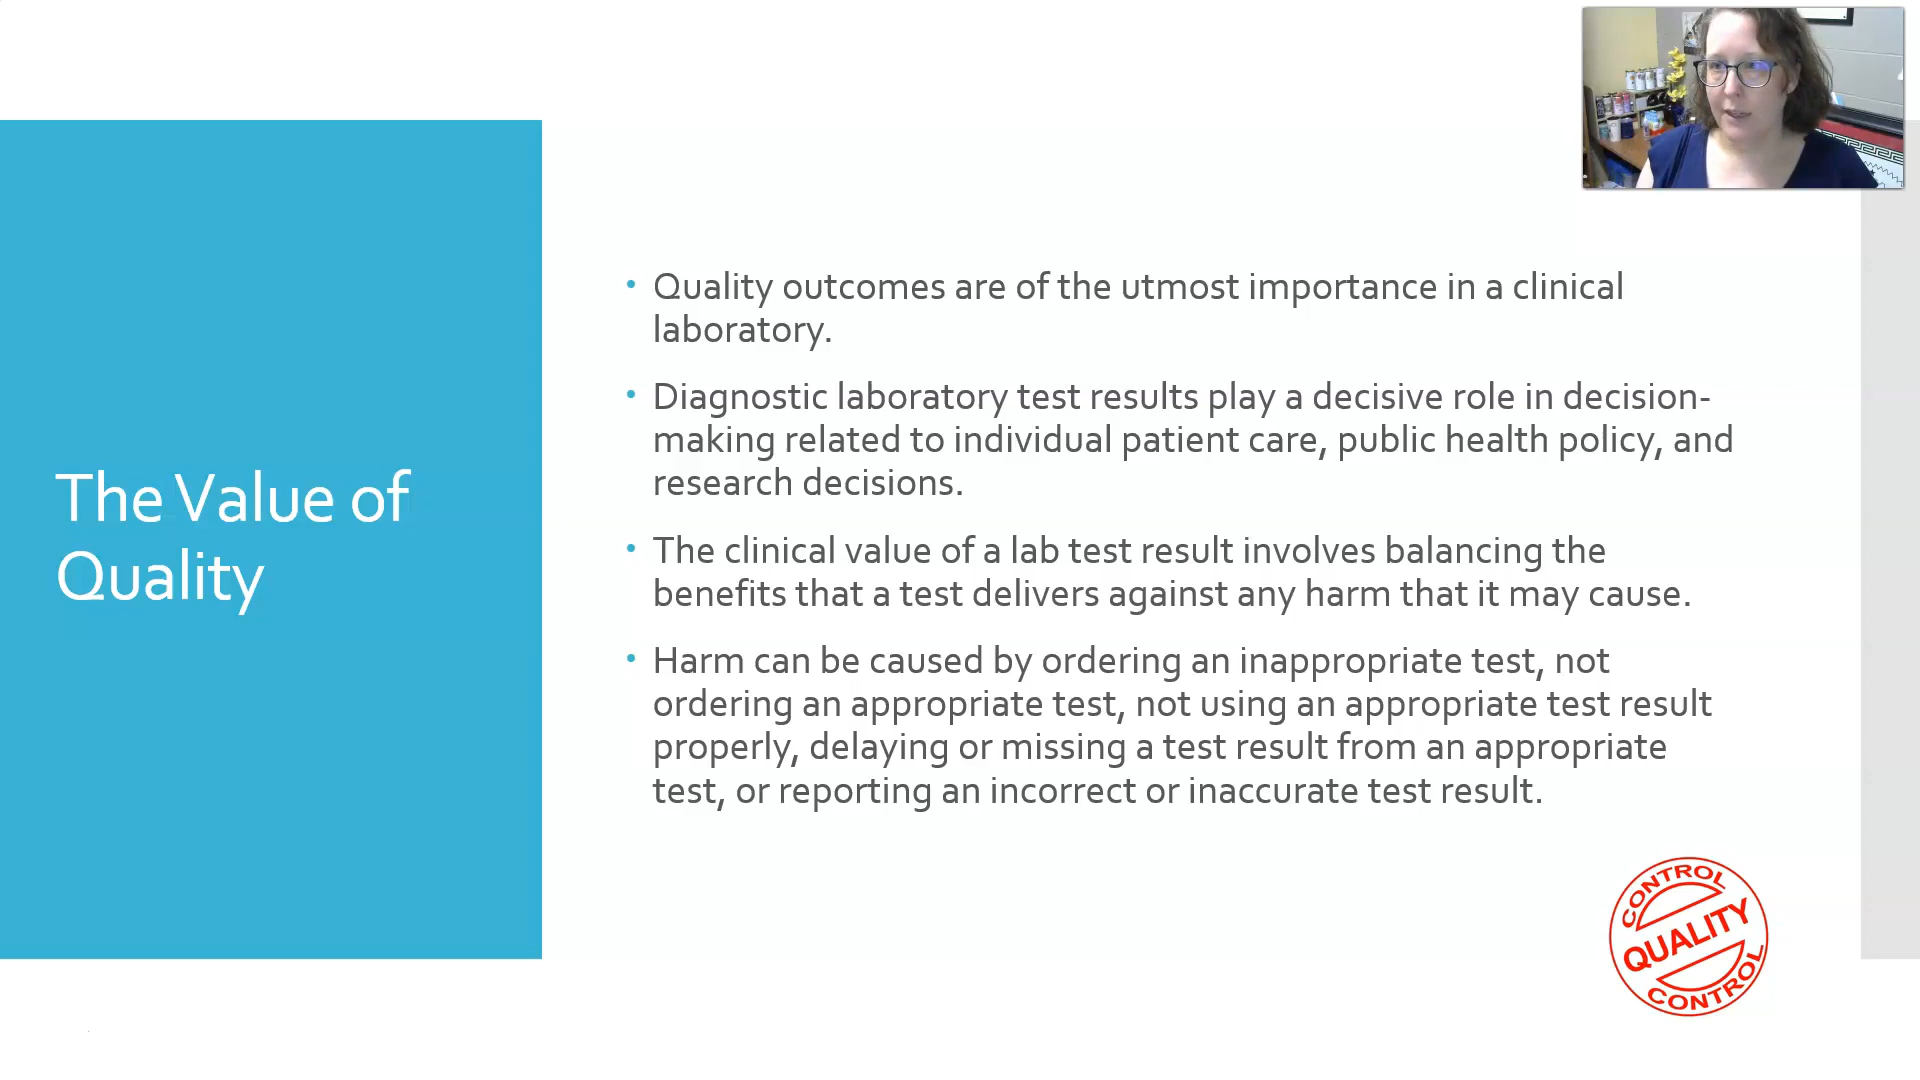 The Value of
Quality
• Quality outcomes are of the utmost importance in a clinical
laboratory.
• Diagnostic laboratory test results play a decisive role in decision-
making related to individual patient care, public health policy, and
research decisions.
• The clinical value of a lab test result involves balancing the
benefits that a test delivers against any harm that it may cause.
• Harm can be caused by ordering an inappropriate test, not
ordering an appropriate test, not using an appropriate test result
properly, delaying or missing a test result from an appropriate
test, or reporting an incorrect or inaccurate test result.
CONTROL
QUALITY
CONTROL